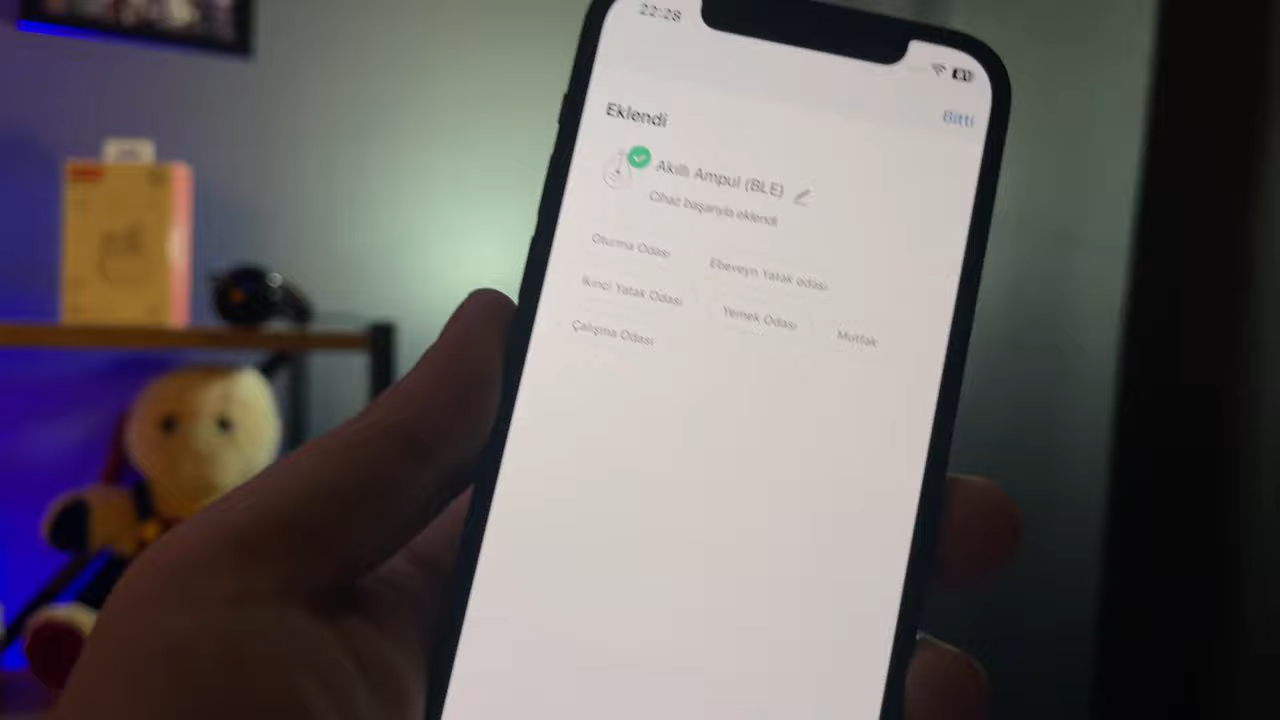 22:28
Eklendi
Bitti
Akıllı Ampul (BLE)
Cihaz başarıyla eklendi
Oturma Odası
Ebeveyn Yatak odası
İkinci Yatak Odası
Yemek Odası
Mutfak
Çalışma Odası